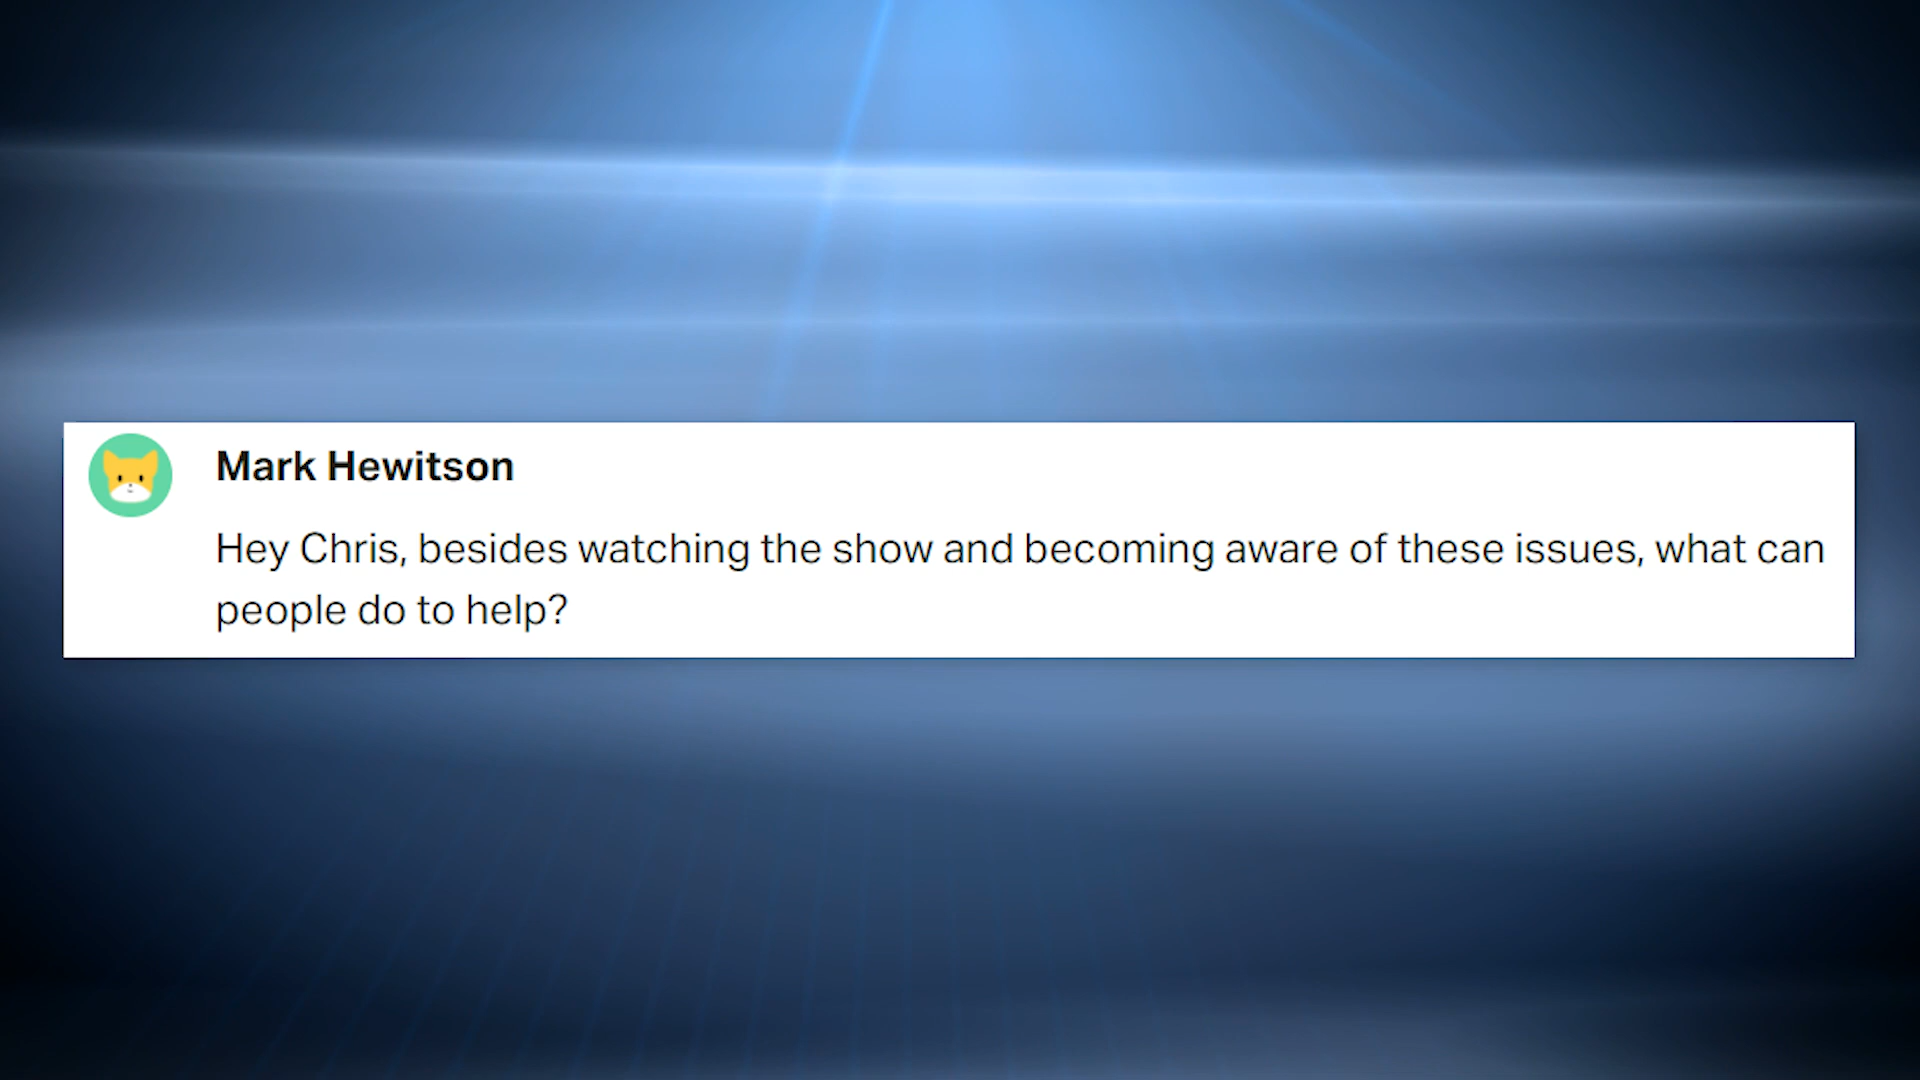 Mark Hewitson
Hey Chris, besides watching the show and becoming aware of these issues, what can
people do to help?